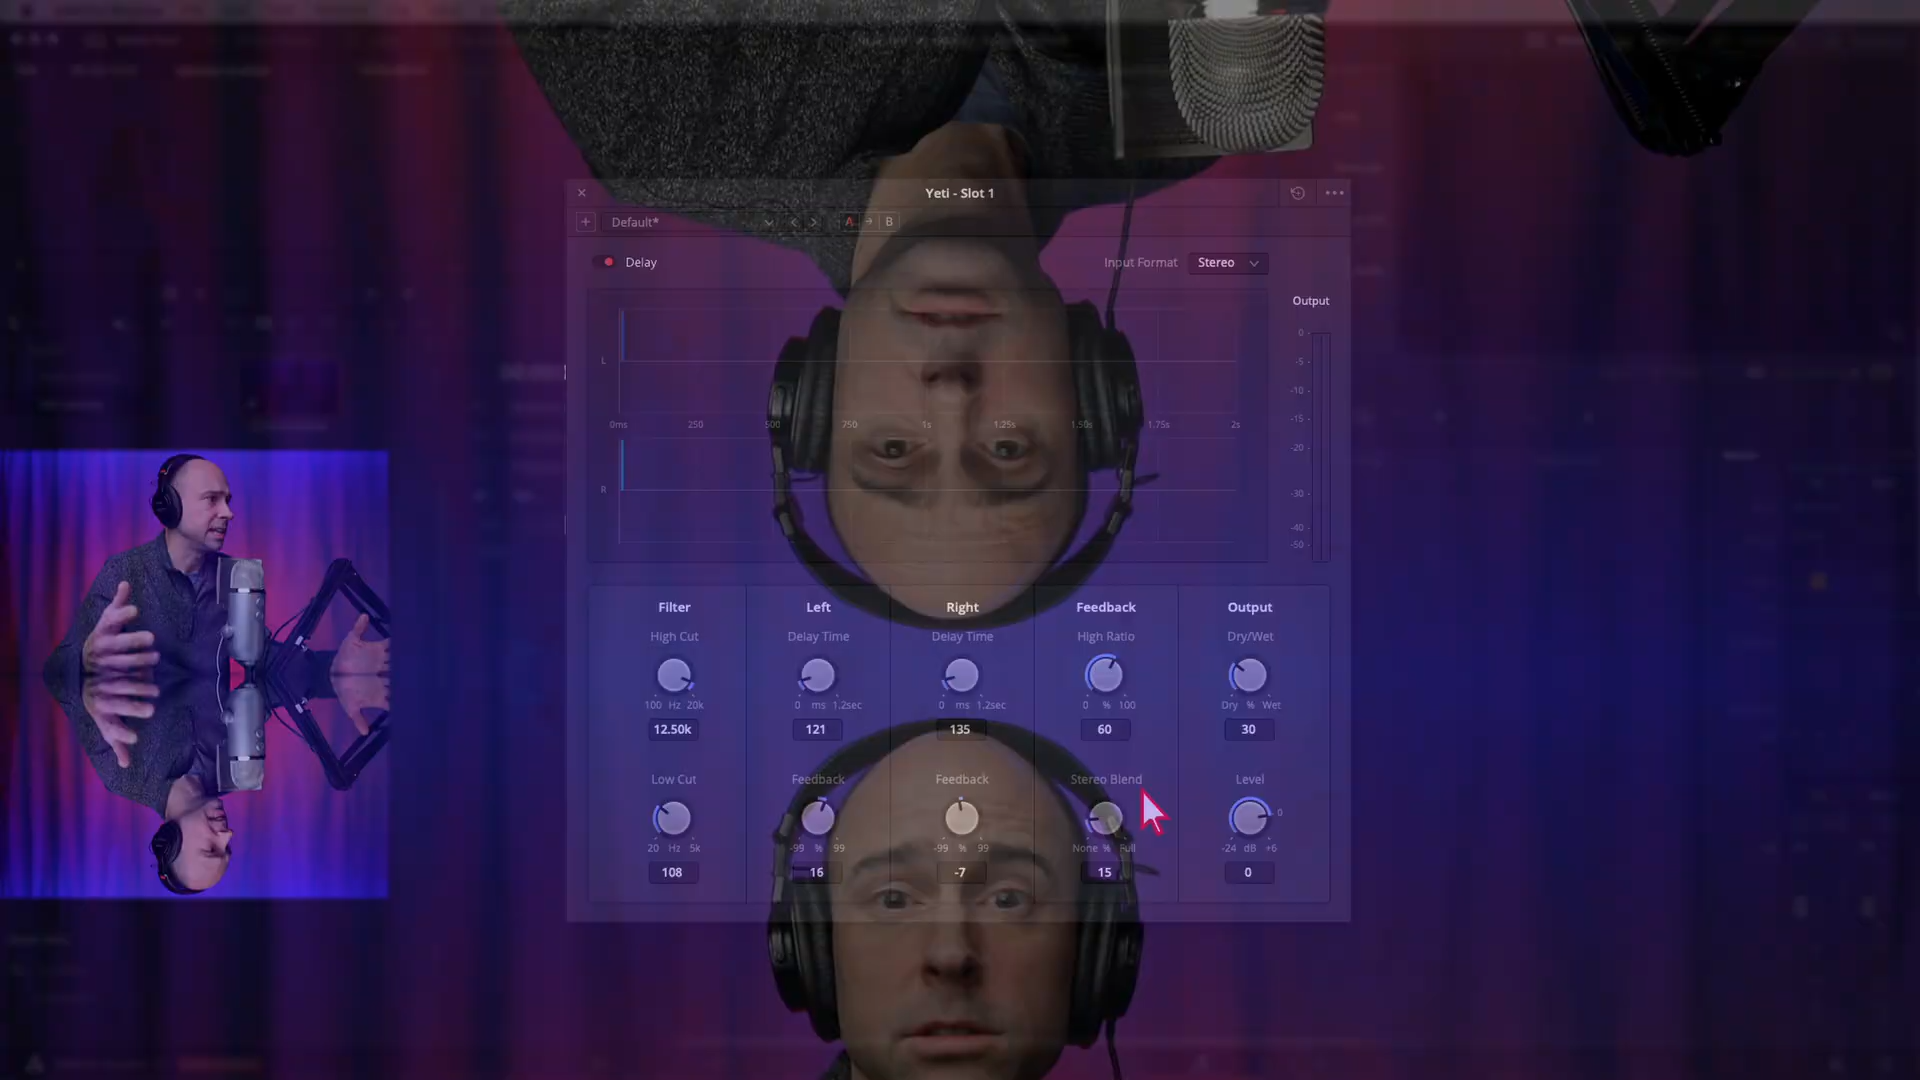 Yeti - Slot 1
Default*
A B
Delay
Input Format Stereo
Output
0
-5
-10
-15
-20
-30
-40
-50
L
0ms 250 500 750 1s 1.25s 1.50s 1.75s 2s
R
Filter Left Right Feedback Output
High Cut Delay Time Delay Time High Ratio Dry/Wet
100 Hz 20k 0 ms 1.2sec 0 ms 1.2sec 0 % 100 Dry % Wet
12.50k 121 135 60 30
Low Cut Feedback Feedback Stereo Blend Level
0
20 Hz 5k -99 % 99 -99 % 99 None % Full -24 dB +6
108 16 -7 15 0